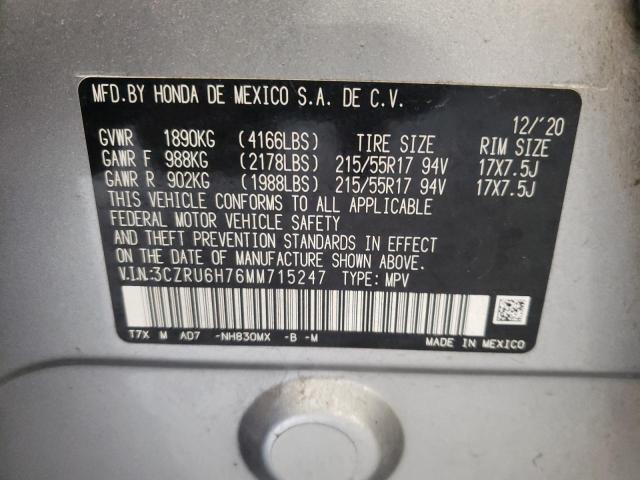 MFD.BY HONDA DE MEXICO S.A. DE C.V.
12/'20
GVWR 1890KG (4166LBS) TIRE SIZE RIM SIZE
GAWR F 988KG (2178LBS) 215/55R17 94V 17X7.5J
GAWR R 902KG (1988LBS) 215/55R17 94V 17X7.5J
THIS VEHICLE CONFORMS TO ALL APPLICABLE
FEDERAL MOTOR VEHICLE SAFETY
AND THEFT PREVENTION STANDARDS IN EFFECT
ON THE DATE OF MANUFACTURE SHOWN ABOVE.
V.I.N:3CZRU6H76MM715247 TYPE: MPV
T7X M AD7 -NH830MX -B -M
MADE IN MEXICO